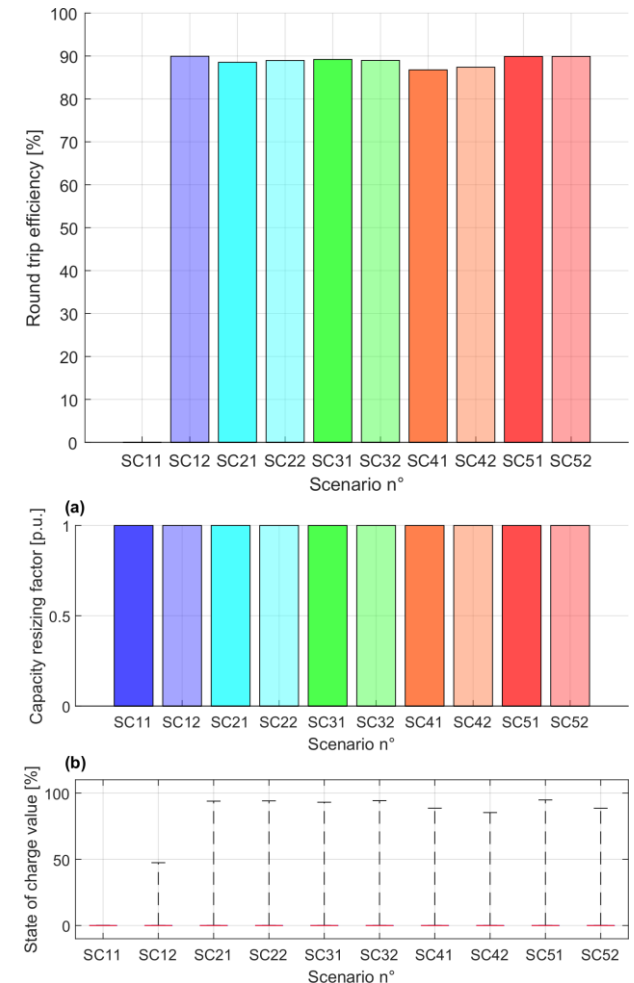 Round trip efficiency [%]
100
90
80
70
60
50
40
30
20
10
0
SC11 SC12 SC21 SC22 SC31 SC32 SC41 SC42 SC51 SC52
Scenario n°
(a)
Capacity resizing factor [p.u.]
1
0.5
0
SC11 SC12 SC21 SC22 SC31 SC32 SC41 SC42 SC51 SC52
Scenario n°
(b)
State of charge value [%]
100
50
0
SC11 SC12 SC21 SC22 SC31 SC32 SC41 SC42 SC51 SC52
Scenario n°